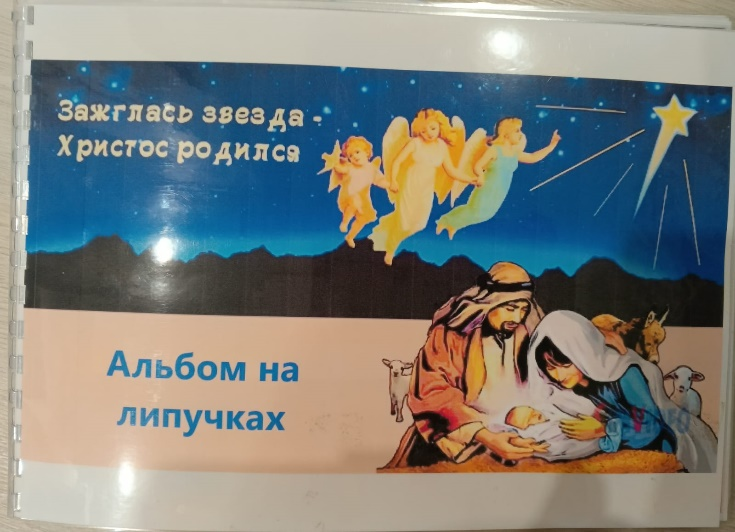 Зажглась звезда -
Христос родился
Альбом на
липучках